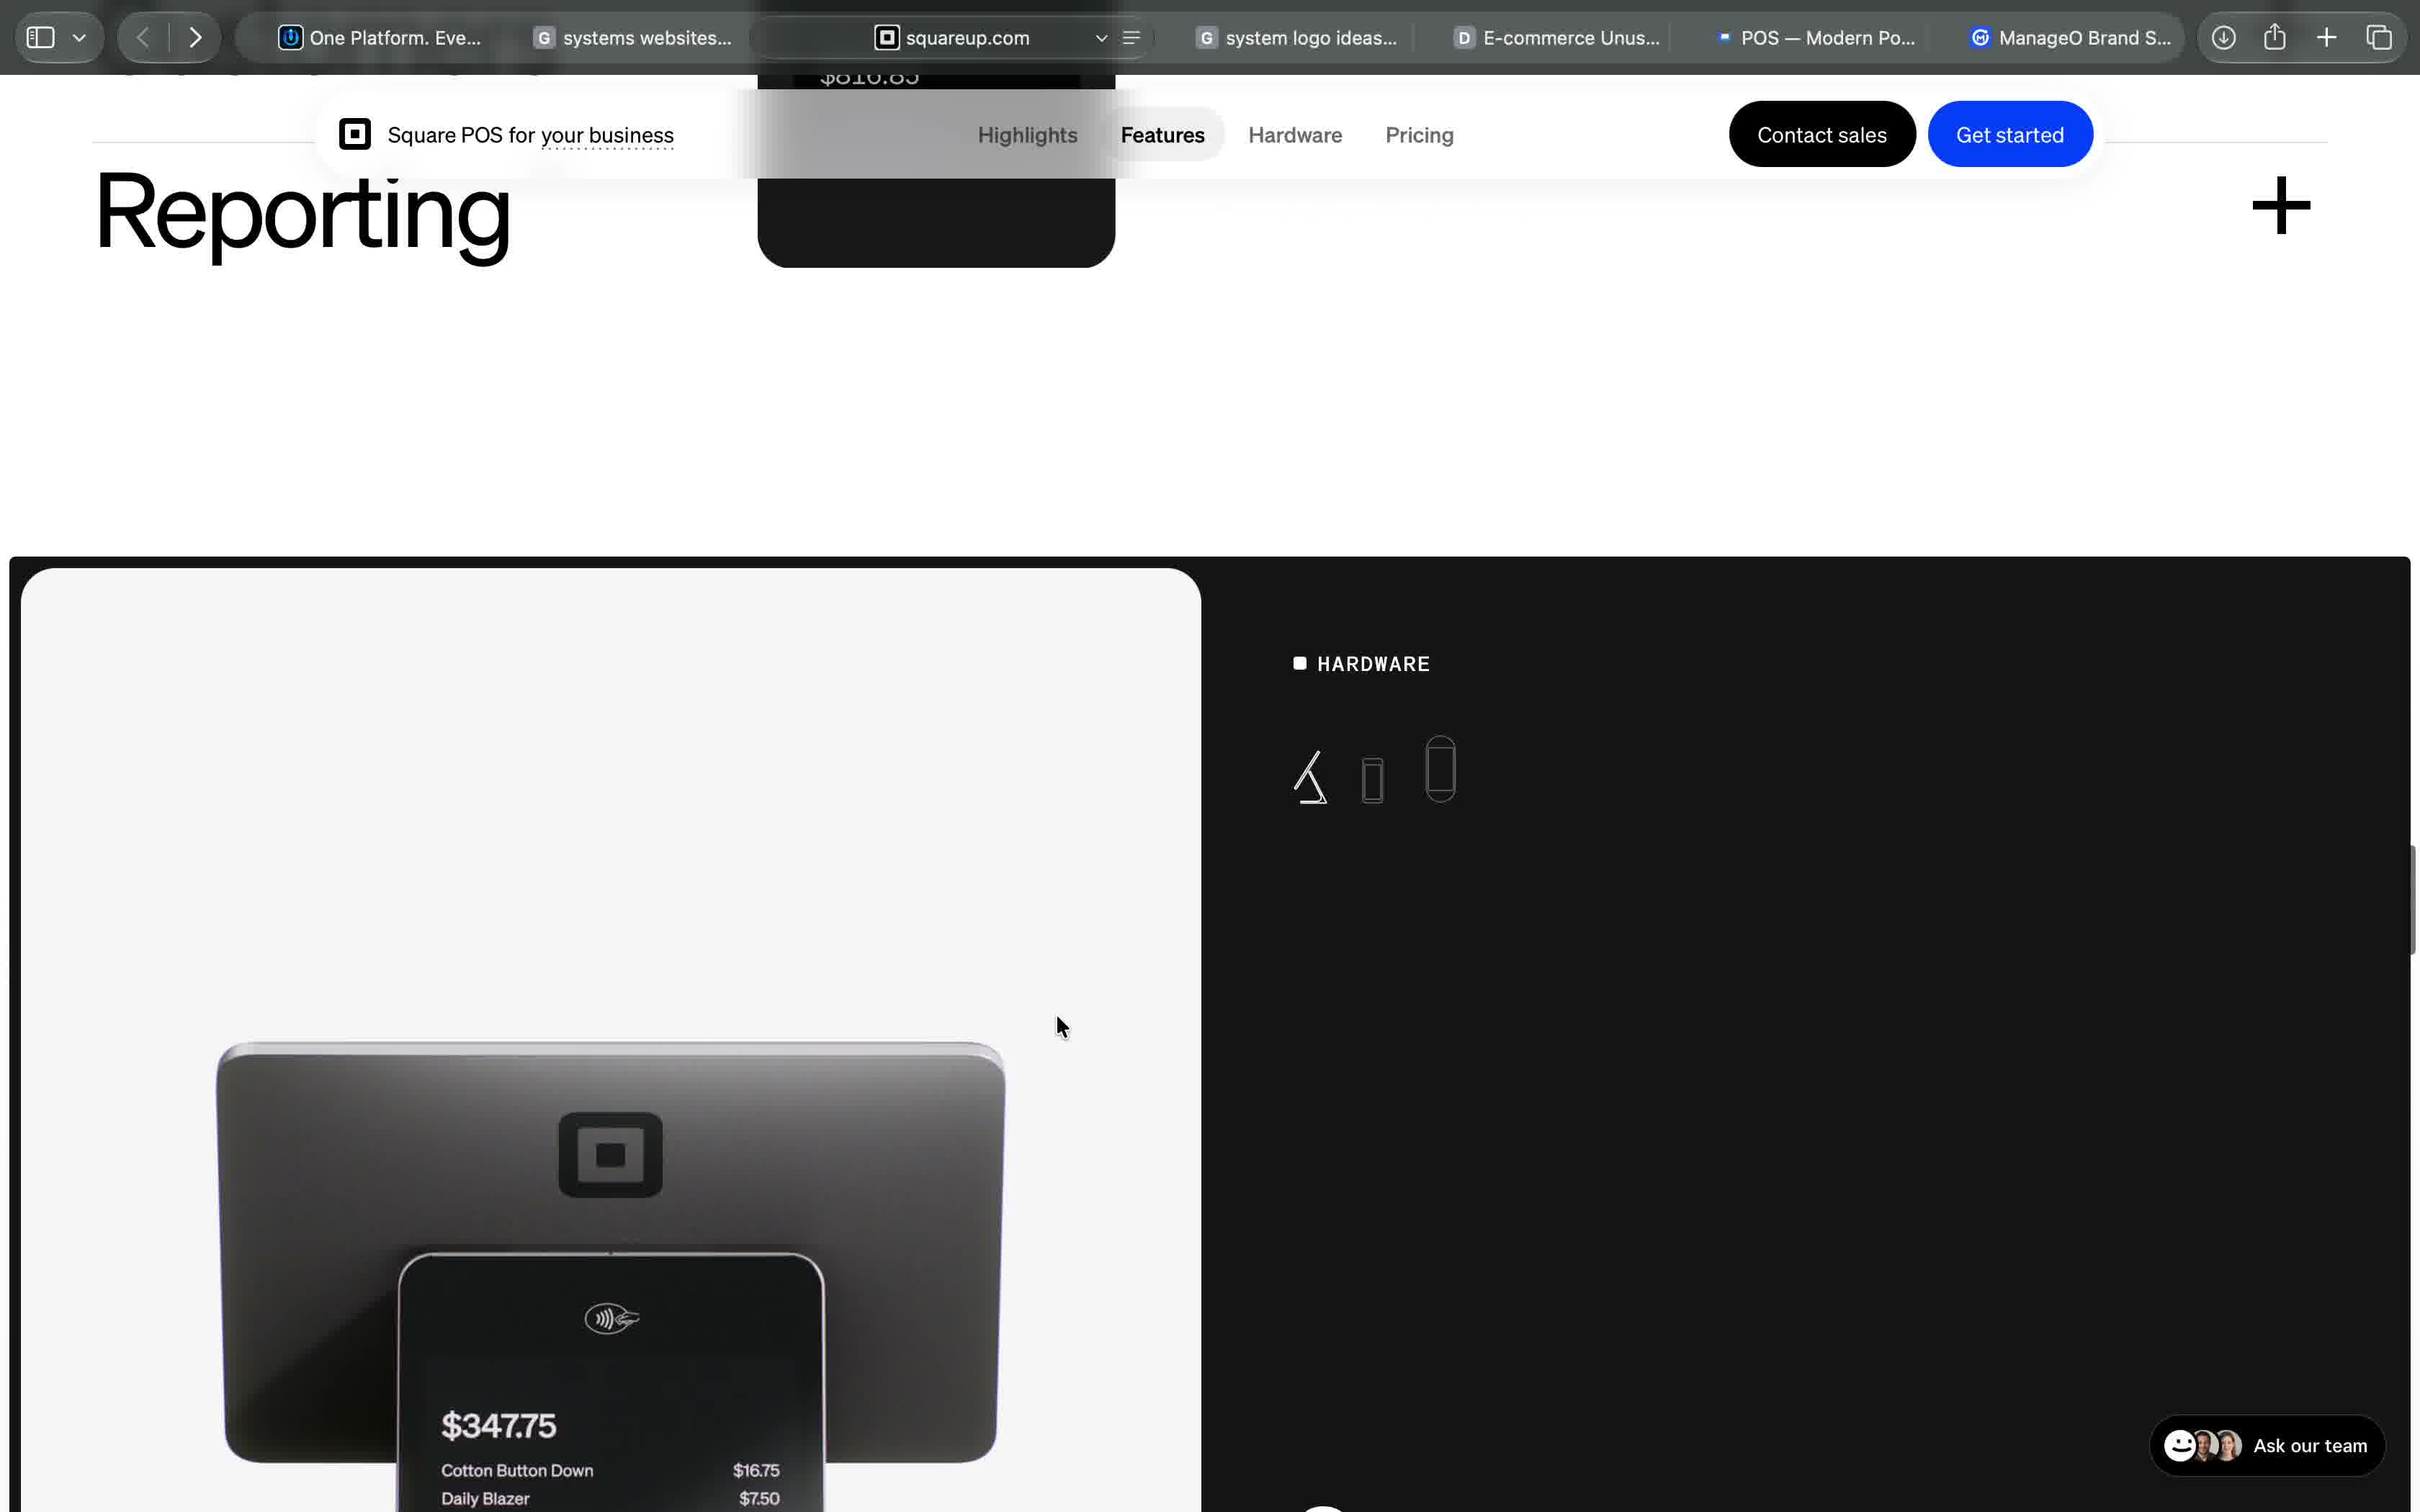 One Platform. Eve...
systems websites...
squareup.com
system logo ideas...
E-commerce Unus...
POS — Modern Po...
ManageO Brand S...
$816.85
Square POS for your business
Highlights
Features
Hardware
Pricing
Contact sales
Get started
Reporting
HARDWARE
$347.75
Cotton Button Down $16.75
Daily Blazer $7.50
Ask our team